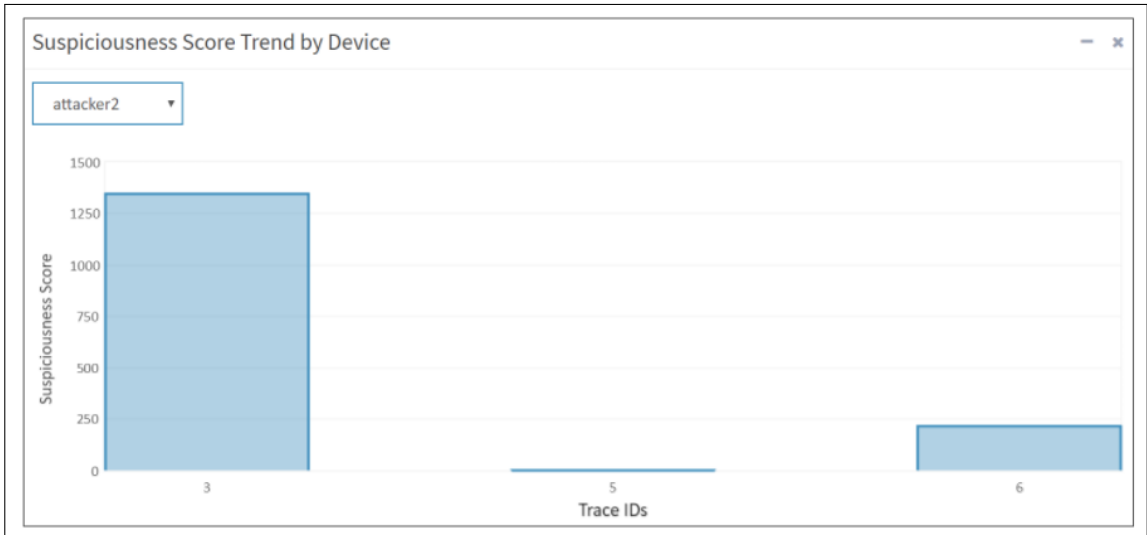 Suspiciousness Score Trend by Device
attacker2
Suspiciousness Score
1500
1250
1000
750
500
250
0
3 5 6
Trace IDs